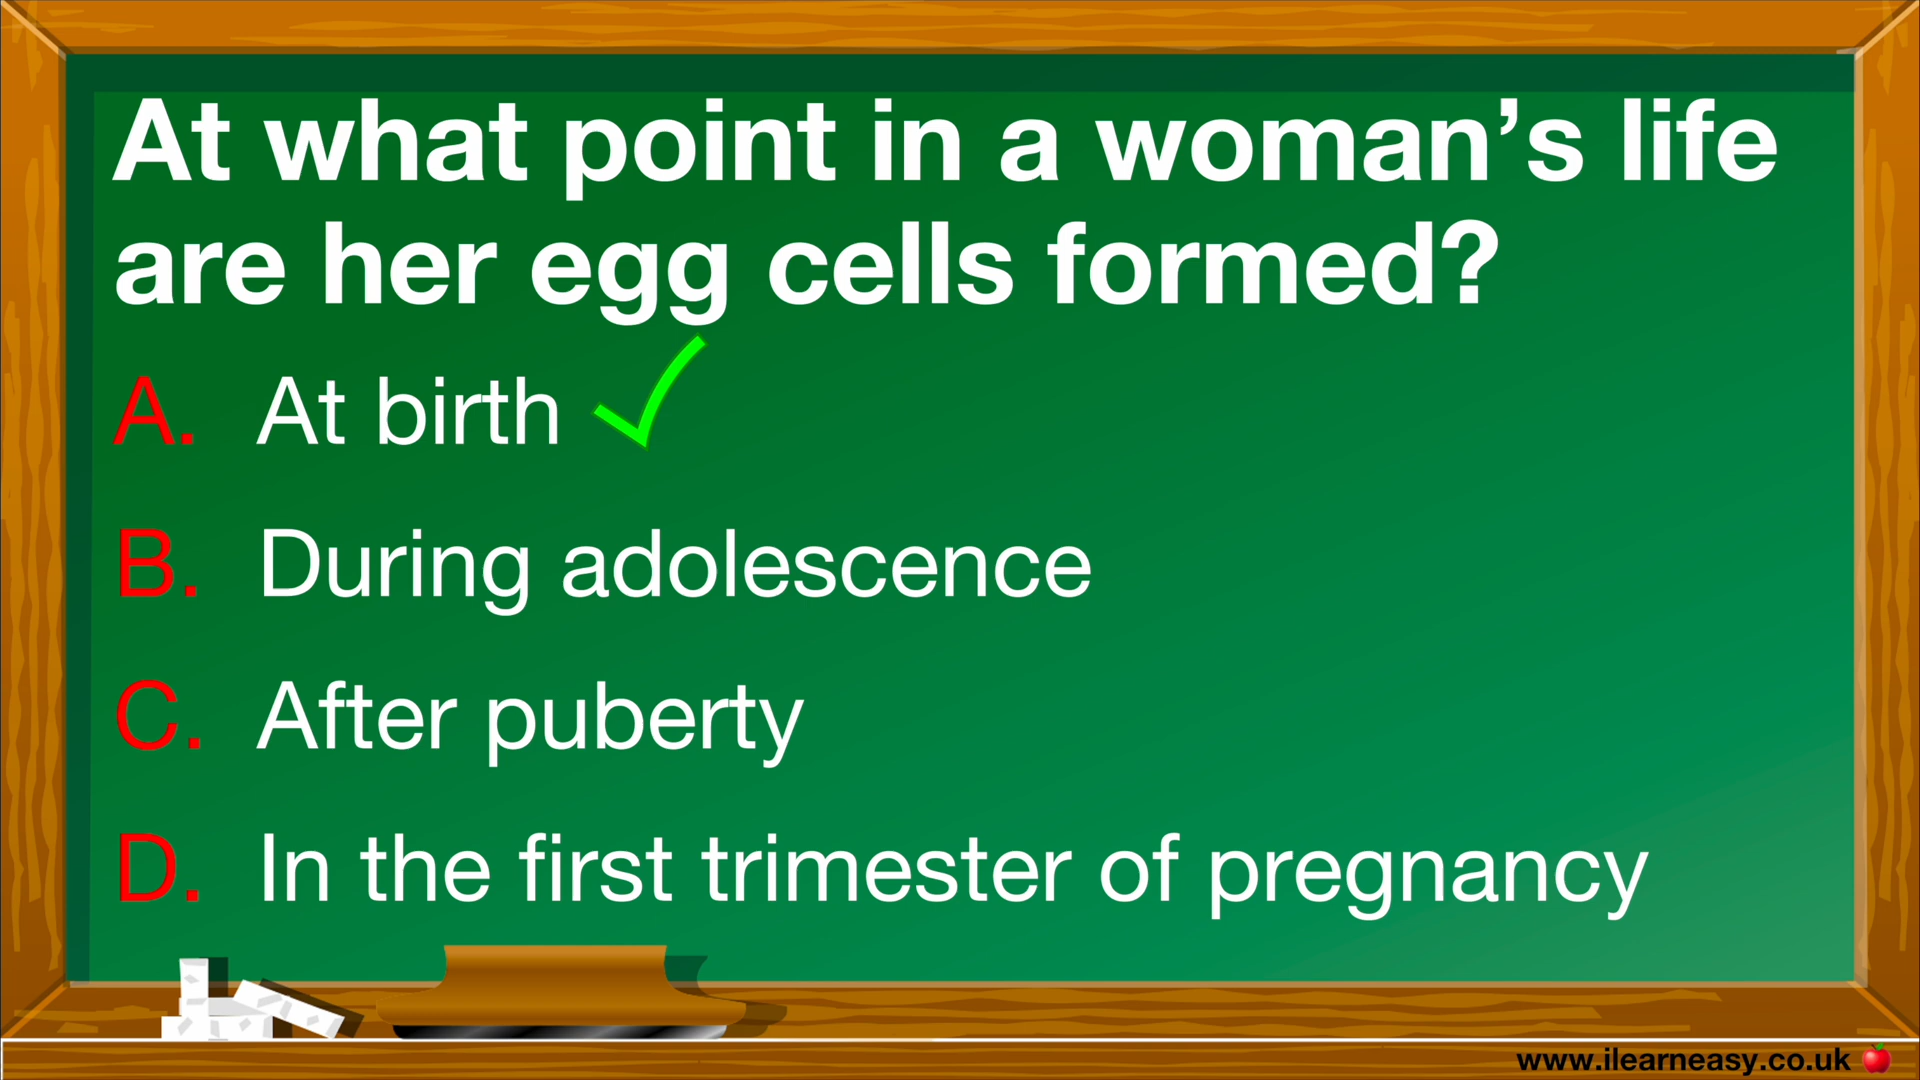 At what point in a woman’s life
are her egg cells formed?
A. At birth
B. During adolescence
C. After puberty
D. In the first trimester of pregnancy
www.ilearneasy.co.uk